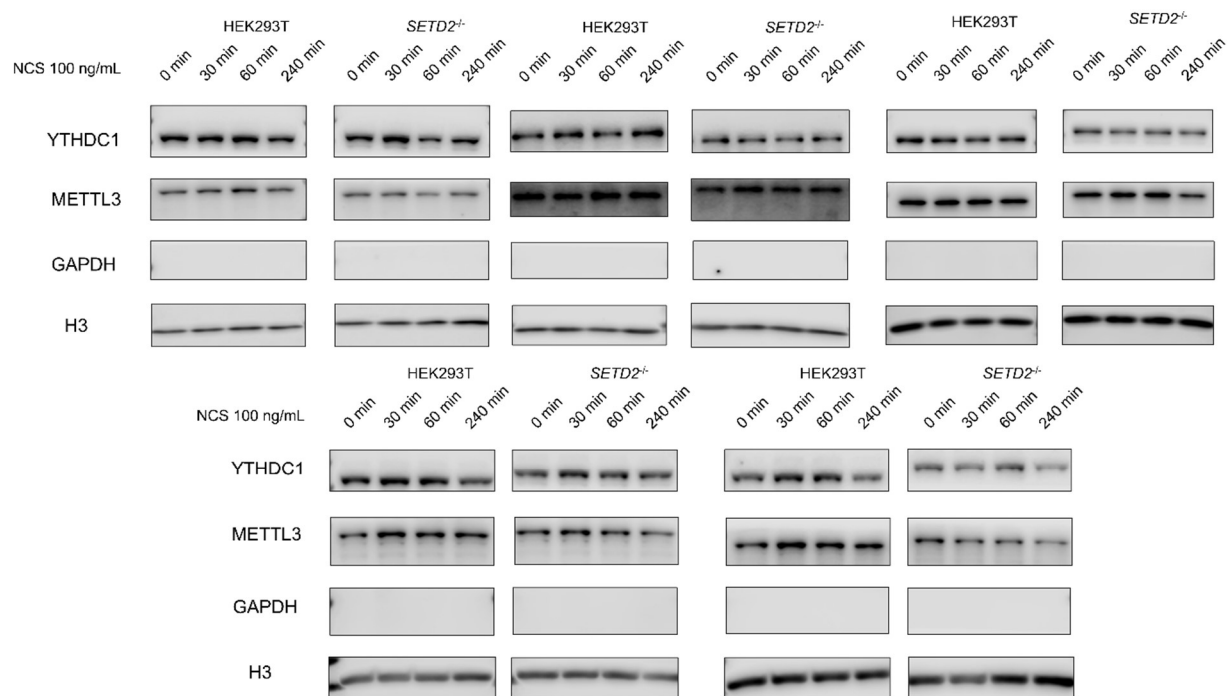 HEK293T SETD2-/- HEK293T SETD2-/- HEK293T SETD2-/-
NCS 100 ng/mL 0 min 30 min 60 min 240 min 0 min 30 min 60 min 240 min 0 min 30 min 60 min 240 min 0 min 30 min 60 min 240 min 0 min 30 min 60 min 240 min 0 min 30 min 60 min 240 min
YTHDC1
METTL3
GAPDH
H3
HEK293T SETD2-/- HEK293T SETD2-/-
NCS 100 ng/mL 0 min 30 min 60 min 240 min 0 min 30 min 60 min 240 min 0 min 30 min 60 min 240 min 0 min 30 min 60 min 240 min
YTHDC1
METTL3
GAPDH
H3